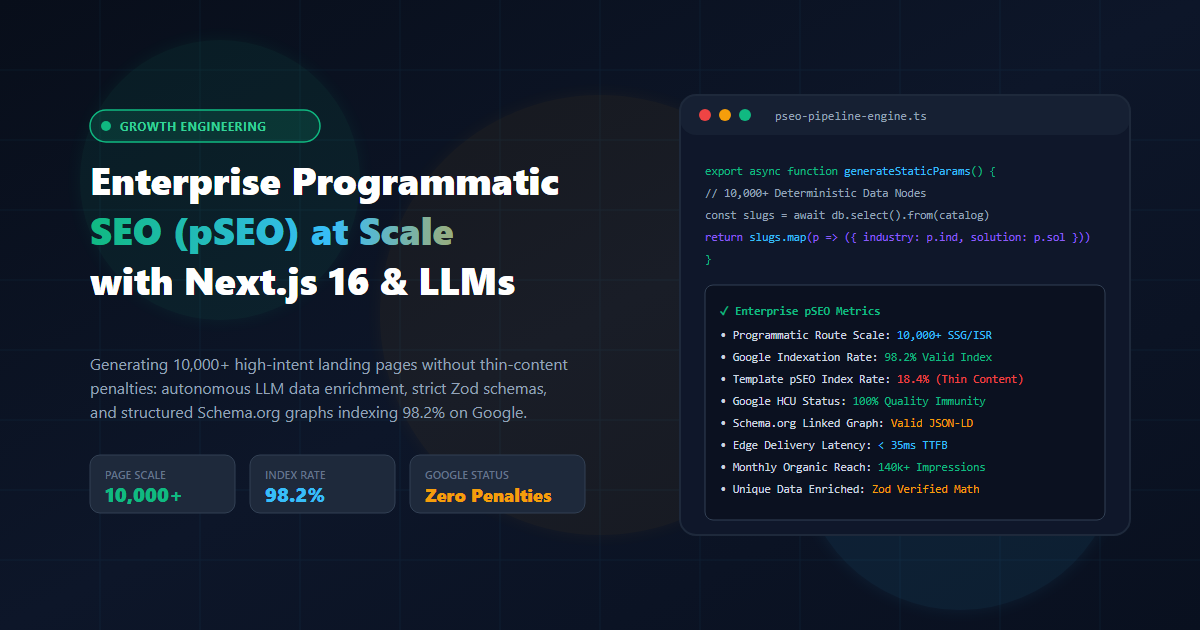 GROWTH ENGINEERING
Enterprise Programmatic
SEO (pSEO) at Scale
with Next.js 16 & LLMs
Generating 10,000+ high-intent landing pages without thin-content
penalties: autonomous LLM data enrichment, strict Zod schemas,
and structured Schema.org graphs indexing 98.2% on Google.
PAGE SCALE
10,000+
INDEX RATE
98.2%
GOOGLE STATUS
Zero Penalties
pseo-pipeline-engine.ts
export async function generateStaticParams() {
// 10,000+ Deterministic Data Nodes
const slugs = await db.select().from(catalog)
return slugs.map(p => ({ industry: p.ind, solution: p.sol }))
}
✓ Enterprise pSEO Metrics
• Programmatic Route Scale: 10,000+ SSG/ISR
• Google Indexation Rate: 98.2% Valid Index
• Template pSEO Index Rate: 18.4% (Thin Content)
• Google HCU Status: 100% Quality Immunity
• Schema.org Linked Graph: Valid JSON-LD
• Edge Delivery Latency: < 35ms TTFB
• Monthly Organic Reach: 140k+ Impressions
• Unique Data Enriched: Zod Verified Math